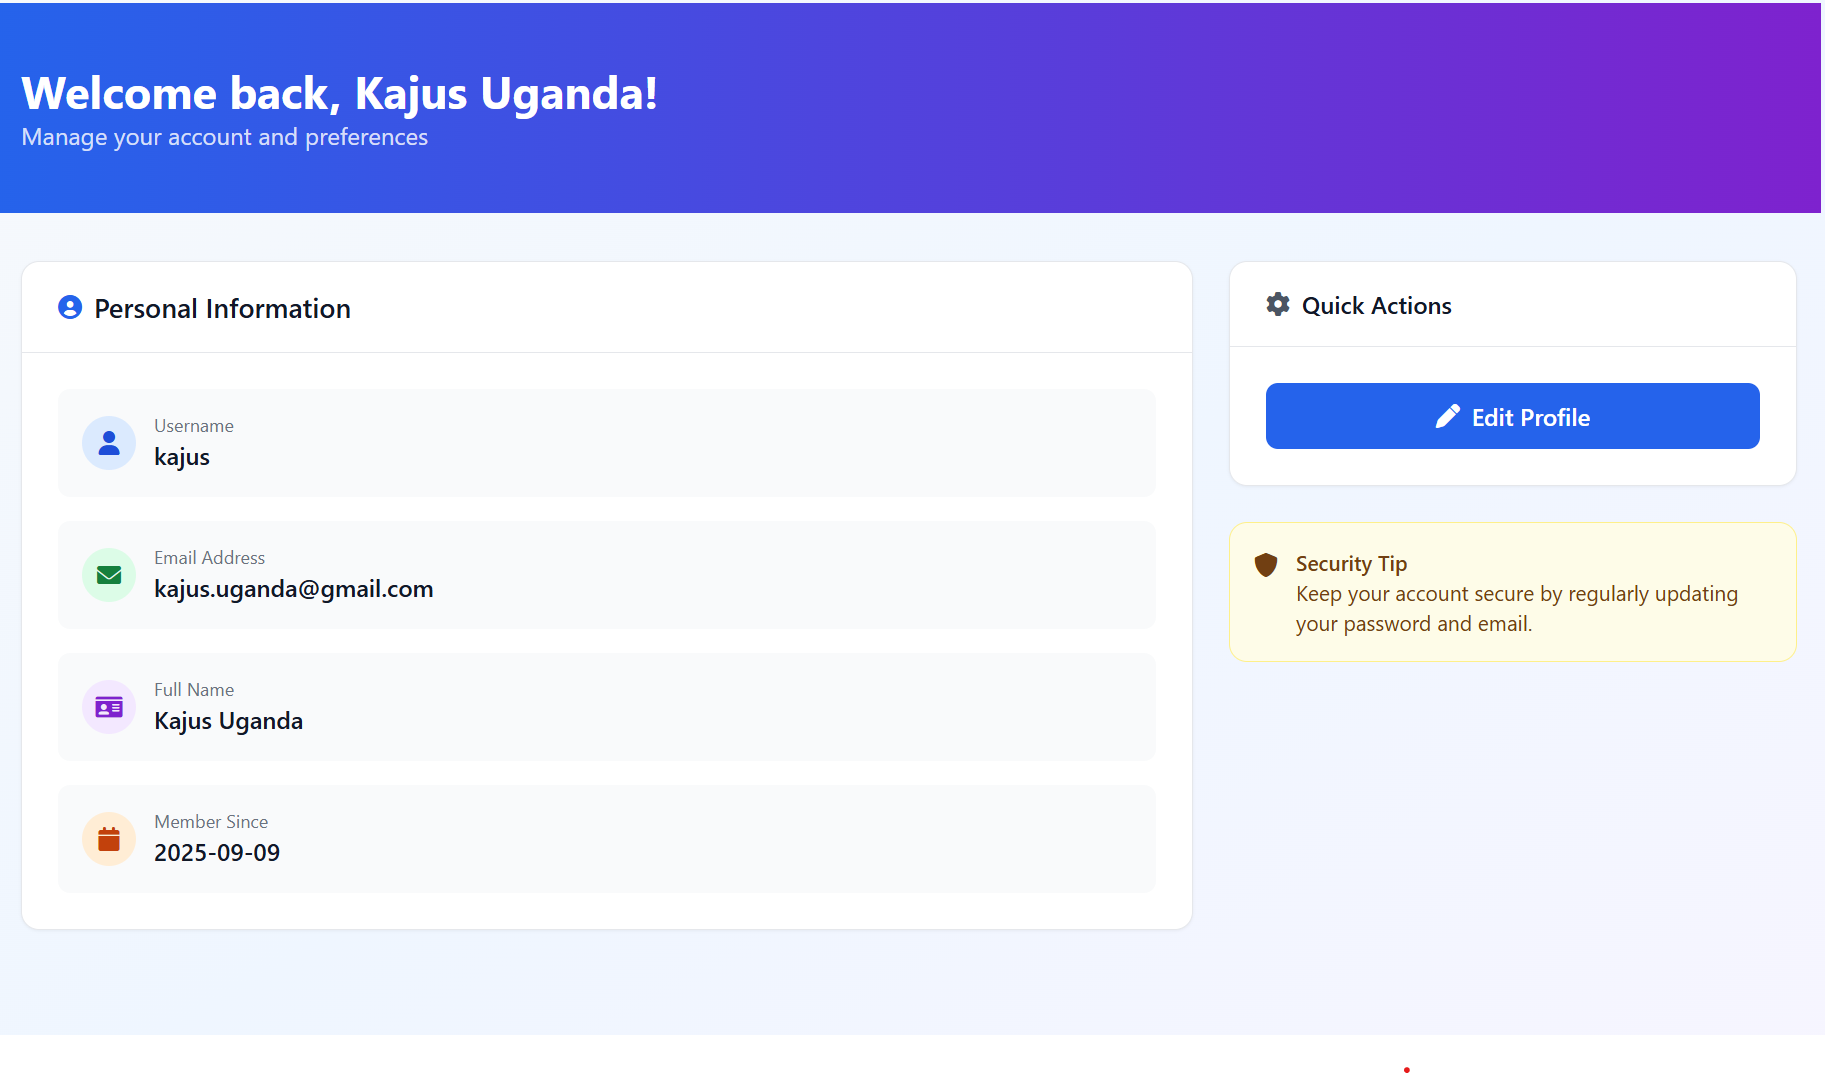 Welcome back, Kajus Uganda!
Manage your account and preferences
Personal Information
Username
kajus
Email Address
kajus.uganda@gmail.com
Full Name
Kajus Uganda
Member Since
2025-09-09
Quick Actions
Edit Profile
Security Tip
Keep your account secure by regularly updating
your password and email.